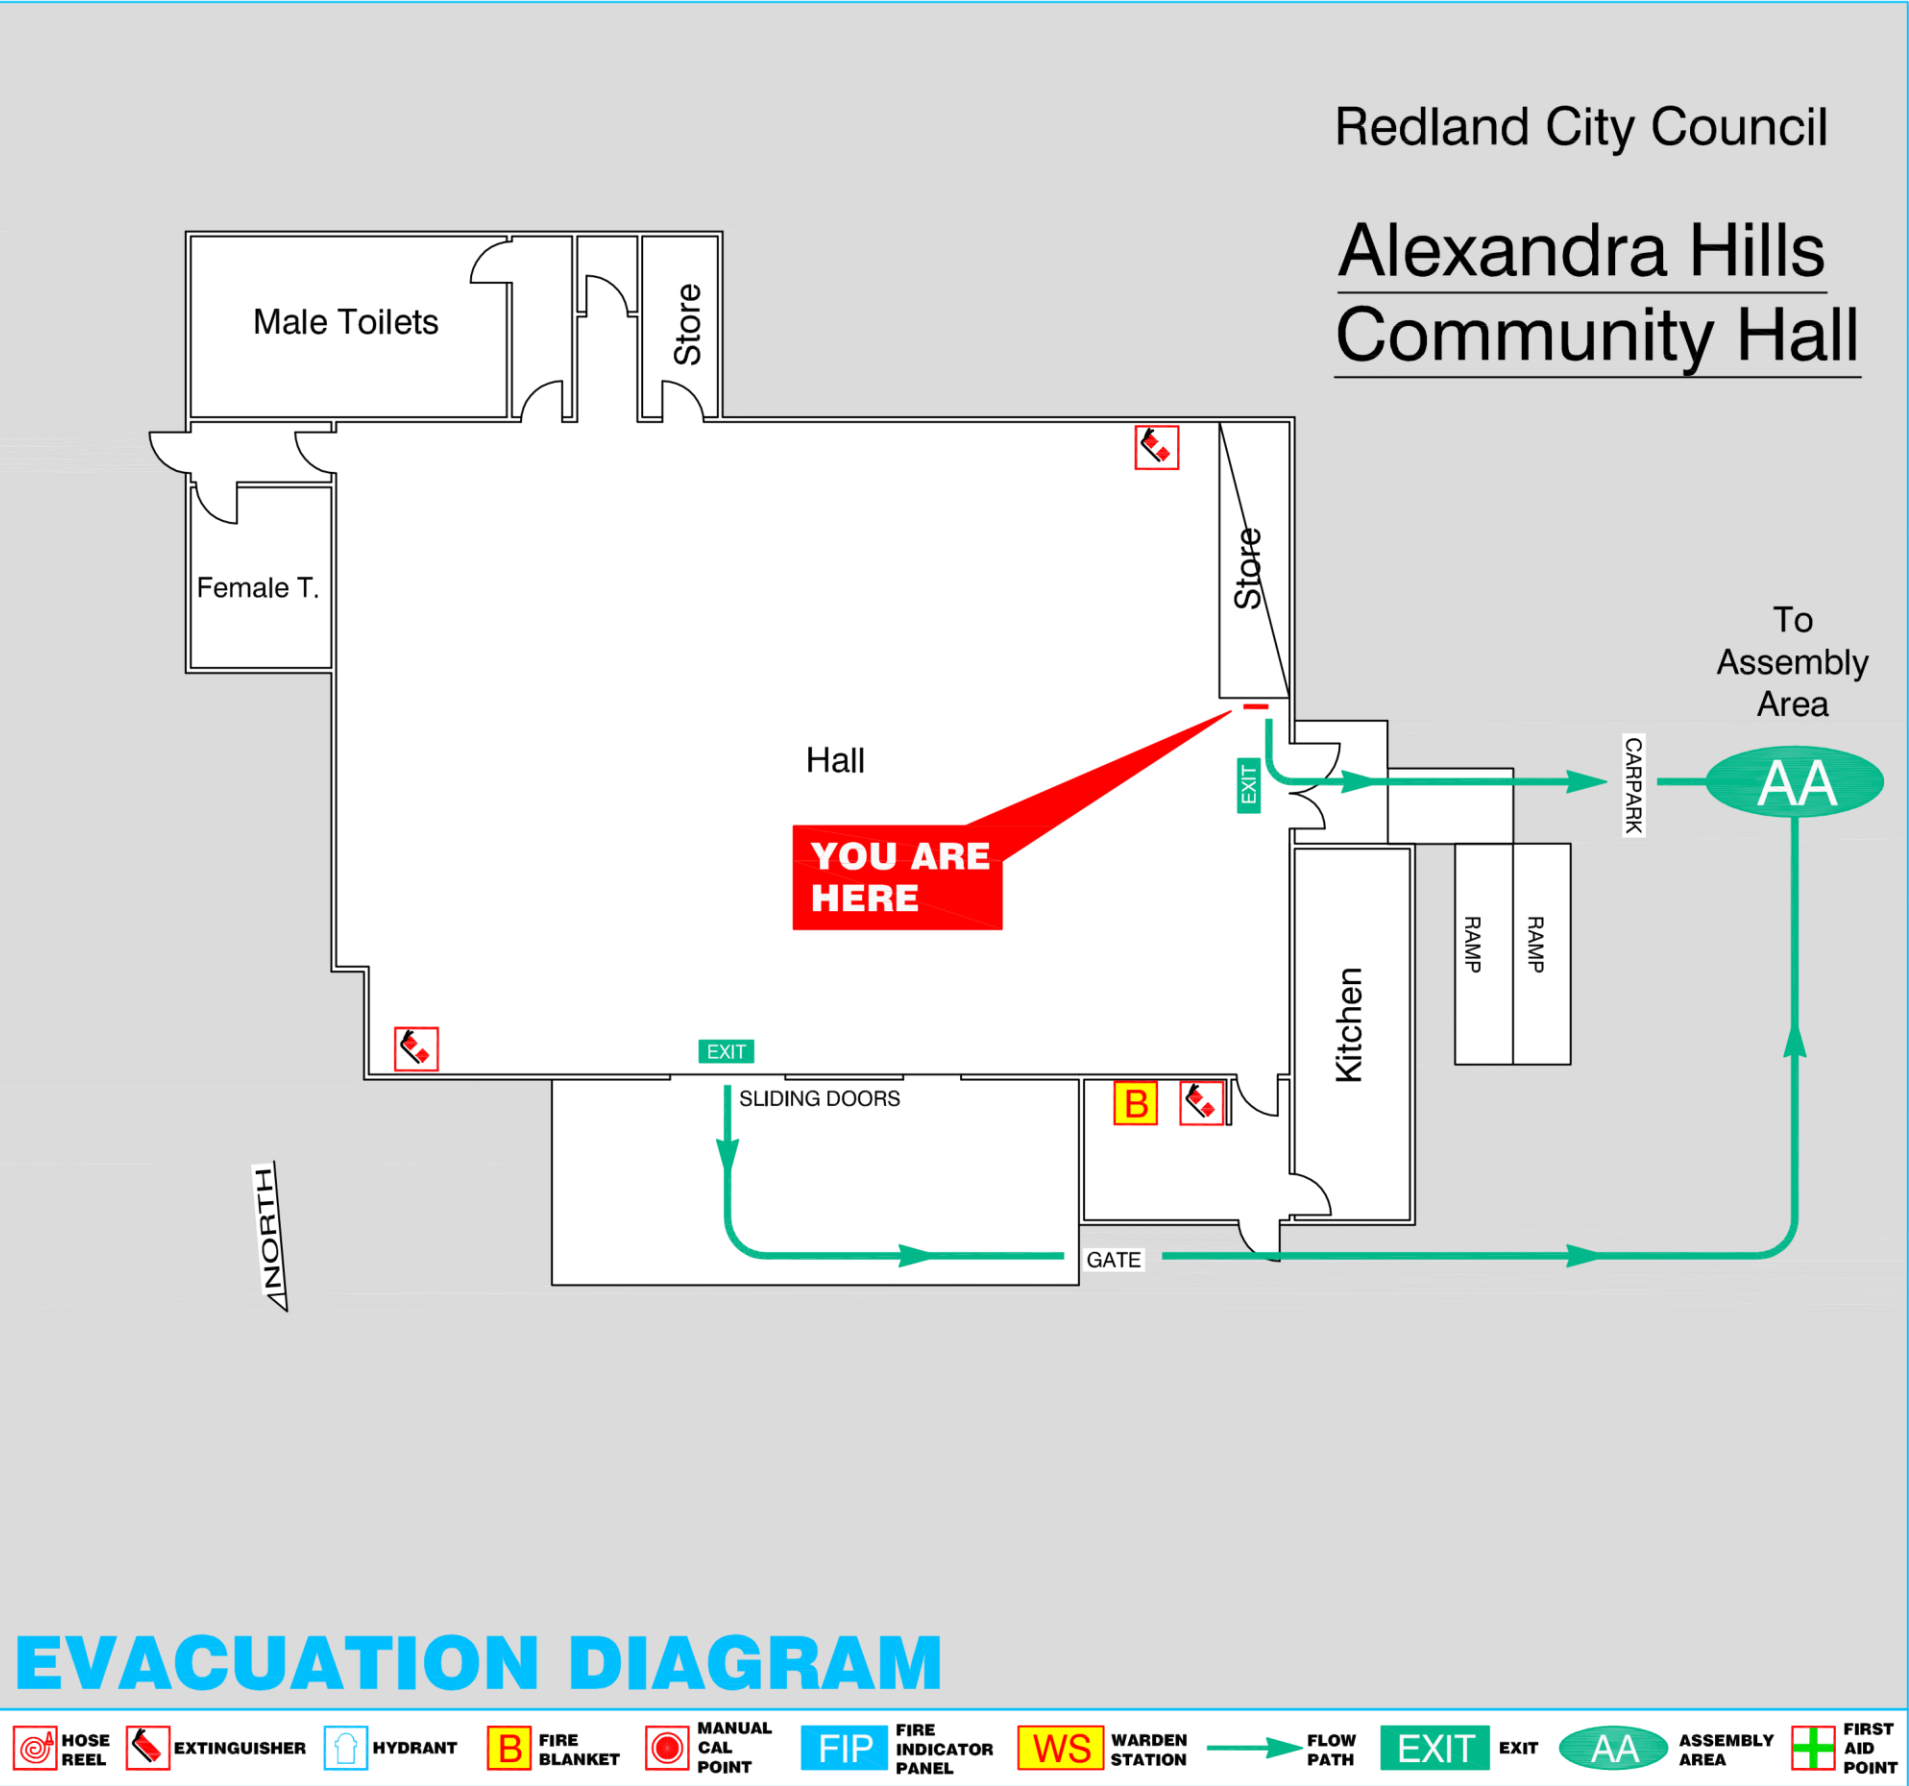 Redland City Council
Alexandra Hills
Community Hall
Male Toilets
Store
Female T.
Store
To
Assembly
Area
Hall
EXIT
CARPARK
AA
YOU ARE
HERE
RAMP
RAMP
Kitchen
EXIT
SLIDING DOORS
B
NORTH
GATE
EVACUATION DIAGRAM
HOSE
REEL
EXTINGUISHER
HYDRANT
B
FIRE
BLANKET
MANUAL
CAL
POINT
FIP
FIRE
INDICATOR
PANEL
WS
WARDEN
STATION
FLOW
PATH
EXIT
EXIT
AA
ASSEMBLY
AREA
FIRST
AID
POINT